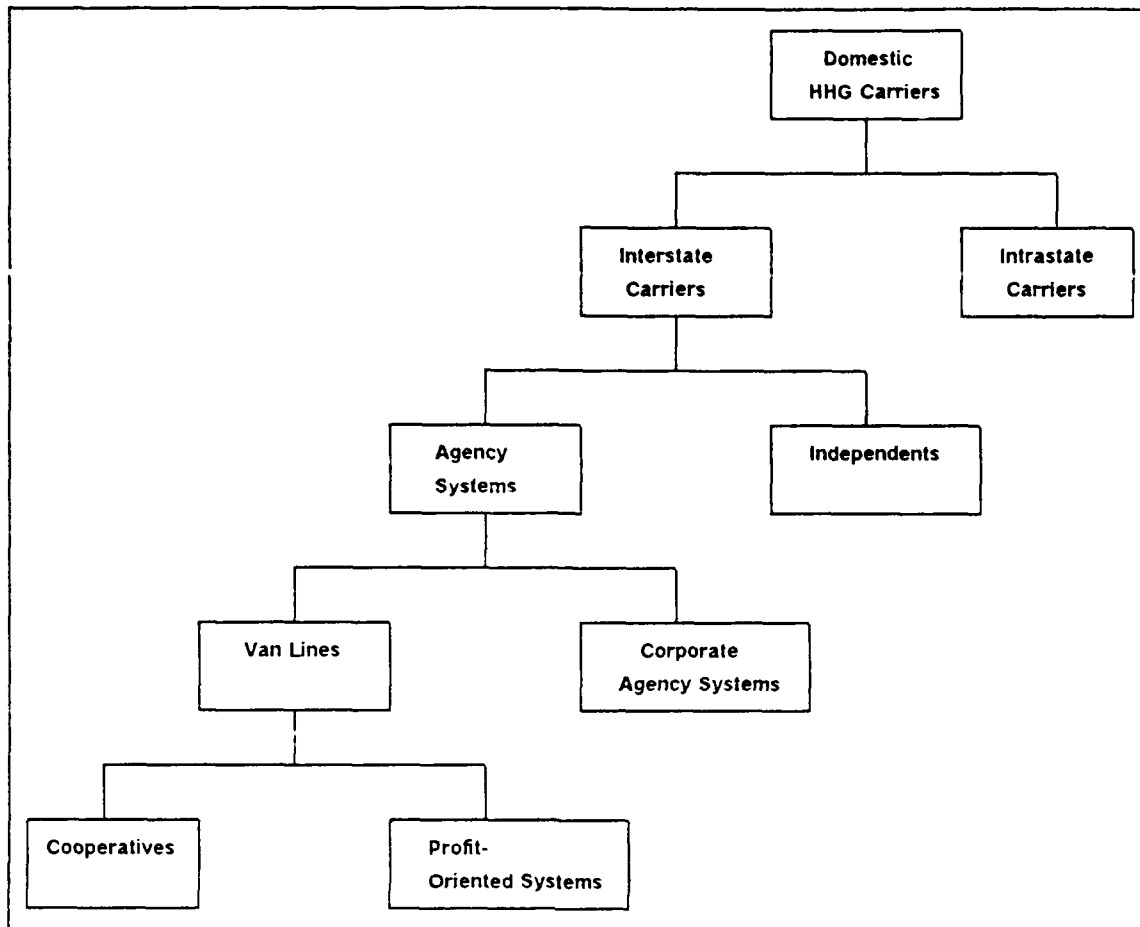 Domestic
HHG Carriers
Interstate
Carriers
Intrastate
Carriers
Agency
Systems
Independents
Van Lines
Corporate
Agency Systems
Cooperatives
Profit-
Oriented Systems